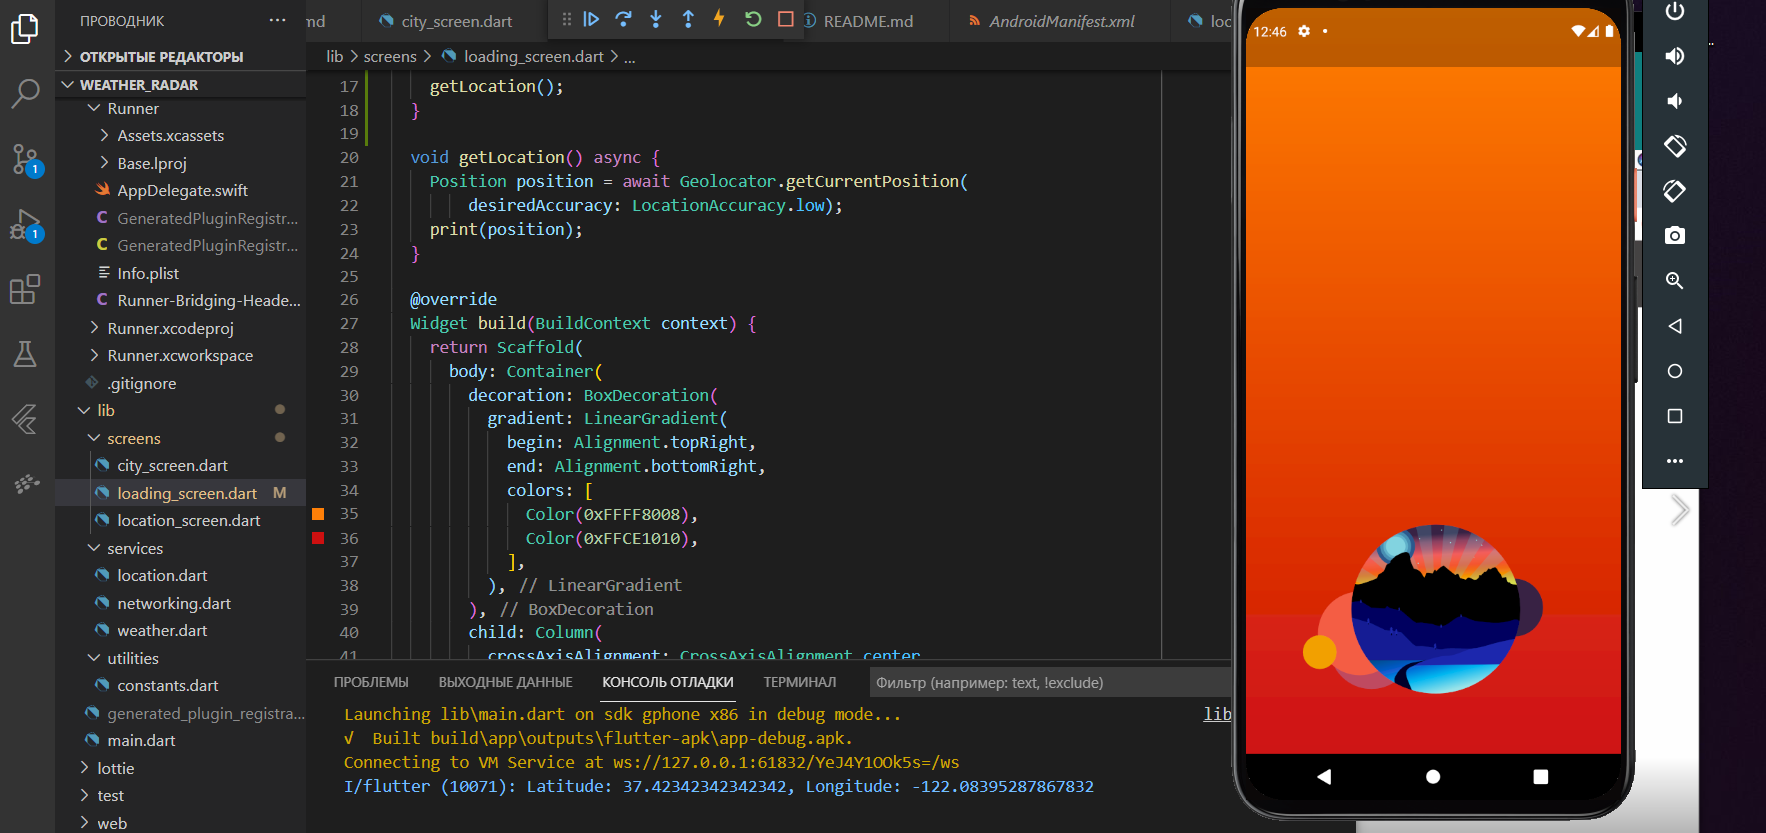 ПРОВОДНИК ···
ОТКРЫТЫЕ РЕДАКТОРЫ
WEATHER_RADAR
Runner
Assets.xcassets
Base.lproj
AppDelegate.swift
C GeneratedPluginRegistr...
C GeneratedPluginRegistr...
Info.plist
C Runner-Bridging-Heade...
Runner.xcodeproj
Runner.xcworkspace
.gitignore
lib
screens
city_screen.dart
loading_screen.dart M
location_screen.dart
services
location.dart
networking.dart
weather.dart
utilities
constants.dart
generated_plugin_registra...
main.dart
lottie
test
web
1
1
md city_screen.dart README.md AndroidManifest.xml loc
lib > screens > loading_screen.dart > ...
17 getLocation();
18 }
19
20 void getLocation() async {
21 Position position = await Geolocator.getCurrentPosition(
22 desiredAccuracy: LocationAccuracy.low);
23 print(position);
24 }
25
26 @override
27 Widget build(BuildContext context) {
28 return Scaffold(
29 body: Container(
30 decoration: BoxDecoration(
31 gradient: LinearGradient(
32 begin: Alignment.topRight,
33 end: Alignment.bottomRight,
34 colors: [
35 Color(0xFFFF8008),
36 Color(0xFFCE1010),
37 ],
38 ), // LinearGradient
39 ), // BoxDecoration
40 child: Column(
41 crossAxisAlignment: CrossAxisAlignment.center
ПРОБЛЕМЫ ВЫХОДНЫЕ ДАННЫЕ КОНСОЛЬ ОТЛАДКИ ТЕРМИНАЛ Фильтр (например: text, !exclude)
Launching lib\main.dart on sdk gphone x86 in debug mode... lib
√ Built build\app\outputs\flutter-apk\app-debug.apk.
Connecting to VM Service at ws://127.0.0.1:61832/YeJ4Y1OOk5s=/ws
I/flutter (10071): Latitude: 37.42342342342342, Longitude: -122.08395287867832
12:46